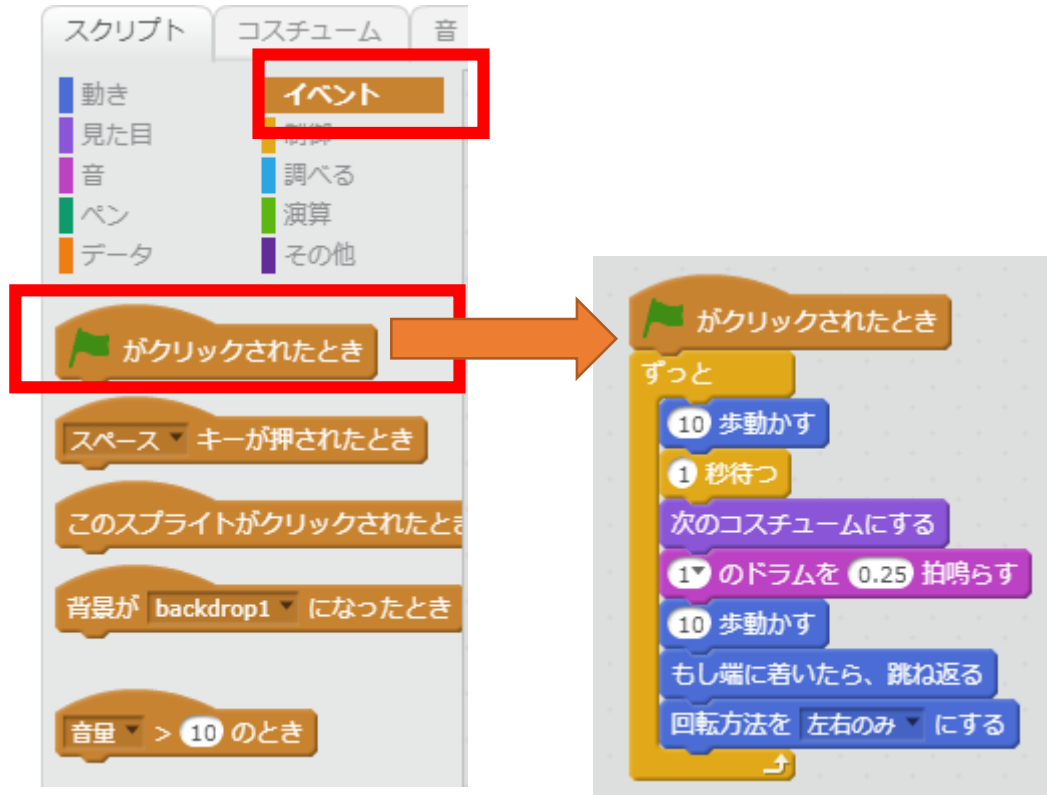 スクリプト コスチューム 音
動き イベント
見た目 制御
音 調べる
ペン 演算
データ その他
がクリックされたとき
スペース キーが押されたとき
このスプライトがクリックされたとき
背景が backdrop1 になったとき
音量 > 10 のとき
がクリックされたとき
ずっと
10 歩動かす
1 秒待つ
次のコスチュームにする
1 のドラムを 0.25 拍鳴らす
10 歩動かす
もし端に着いたら、跳ね返る
回転方法を 左右のみ にする